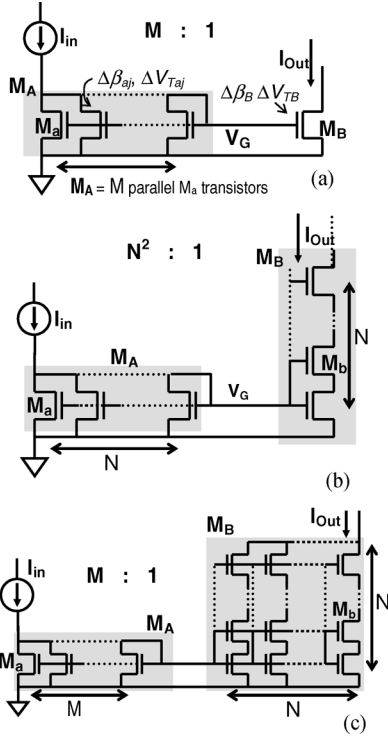 M : 1
I_in
I_Out
M_A
Δβ_aj, ΔV_Taj
Δβ_B ΔV_TB
M_a
V_G
M_B
M_A = M parallel M_a transistors
(a)
N² : 1
I_Out
M_B
I_in
M_A
N
M_b
M_a
V_G
N
(b)
M : 1
M_B
I_Out
I_in
M_A
M_b
N
M_a
M
N
(c)